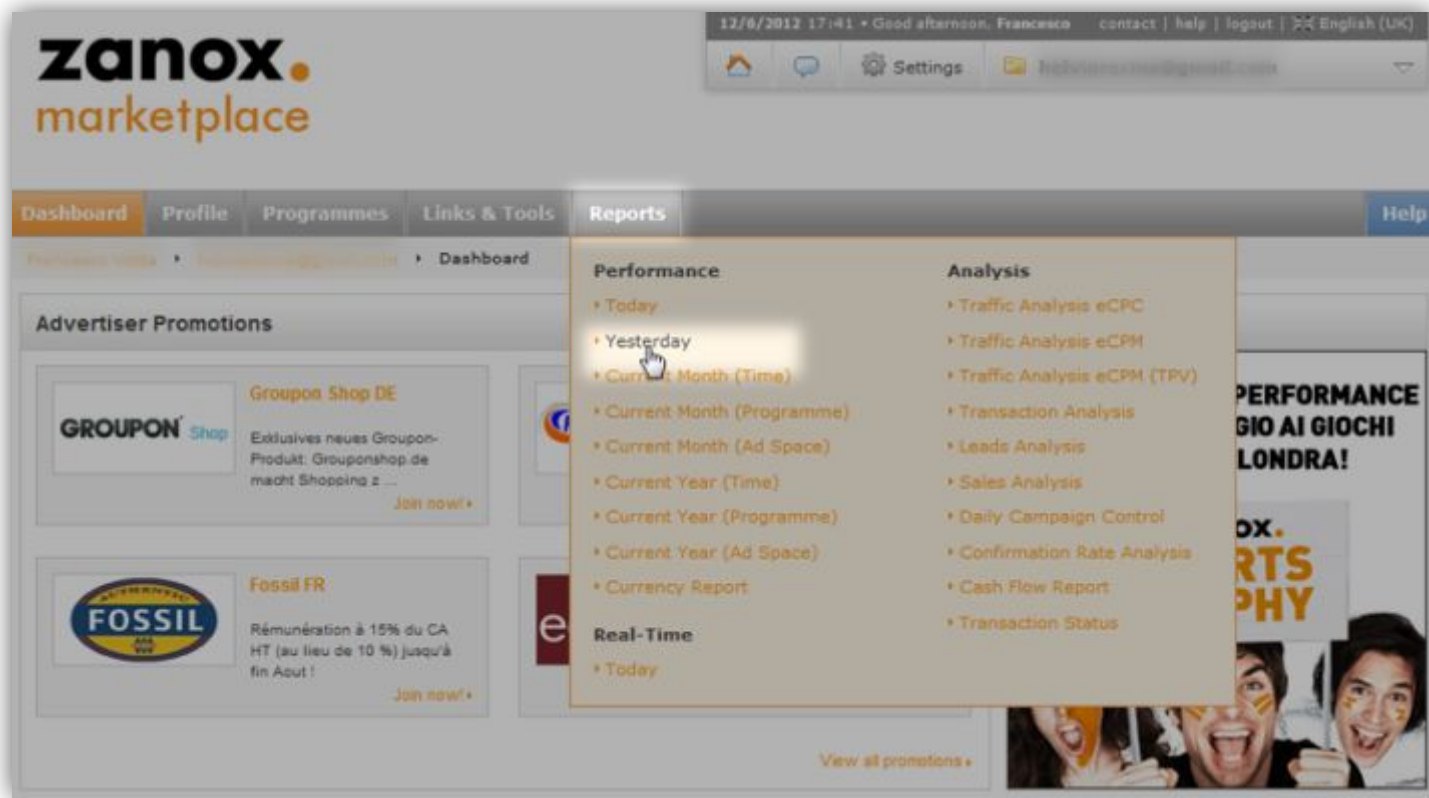 12/6/2012 17:41 • Good afternoon, Francesco contact | help | logout | English (UK)
zanox.
marketplace
Settings
Dashboard Profile Programmes Links & Tools Reports Help
Dashboard
Advertiser Promotions
GROUPON Shop
Groupon Shop DE
Exklusives neues Groupon-
Produkt: Grouponshop.de
macht Shopping z ...
Join now!
AUTHENTIC
FOSSIL
Fossil FR
Rémunération à 15% du CA
HT (au lieu de 10 %) jusqu'à
fin Aout !
Join now!
e
View all promotions
Performance
Today
Yesterday
Current Month (Time)
Current Month (Programme)
Current Month (Ad Space)
Current Year (Time)
Current Year (Programme)
Current Year (Ad Space)
Currency Report
Real-Time
Today
Analysis
Traffic Analysis eCPC
Traffic Analysis eCPM
Traffic Analysis eCPM (TPV)
Transaction Analysis
Leads Analysis
Sales Analysis
Daily Campaign Control
Confirmation Rate Analysis
Cash Flow Report
Transaction Status
PERFORMANCE
GIO AI GIOCHI
LONDRA!
ox.
RTS
PHY